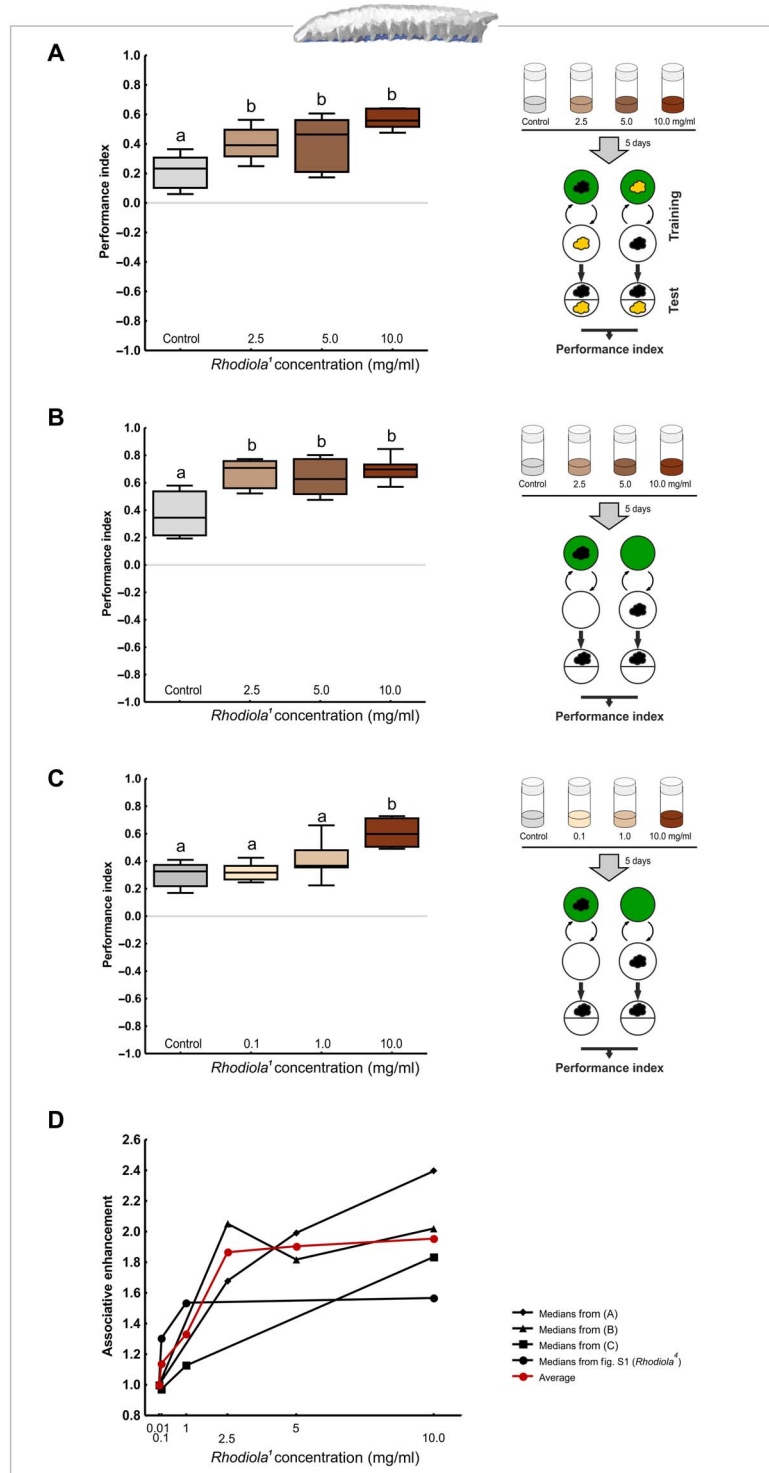 A
1.0
0.8
0.6
0.4
0.2
0.0
–0.2
–0.4
–0.6
–0.8
–1.0
Performance index
a
b
b
b
Control
2.5
5.0
10.0
Rhodiola¹ concentration (mg/ml)
Control
2.5
5.0
10.0 mg/ml
5 days
Training
Test
Performance index
B
1.0
0.8
0.6
0.4
0.2
0.0
–0.2
–0.4
–0.6
–0.8
–1.0
Performance index
a
b
b
b
Control
2.5
5.0
10.0
Rhodiola¹ concentration (mg/ml)
Control
2.5
5.0
10.0 mg/ml
5 days
Performance index
C
1.0
0.8
0.6
0.4
0.2
0.0
–0.2
–0.4
–0.6
–0.8
–1.0
Performance index
a
a
a
b
Control
0.1
1.0
10.0
Rhodiola¹ concentration (mg/ml)
Control
0.1
1.0
10.0 mg/ml
5 days
Performance index
D
2.6
2.4
2.2
2.0
1.8
1.6
1.4
1.2
1.0
0.8
Associative enhancement
0.01
0.1
1
2.5
5
10.0
Rhodiola¹ concentration (mg/ml)
Medians from (A)
Medians from (B)
Medians from (C)
Medians from fig. S1 (Rhodiola⁴)
Average